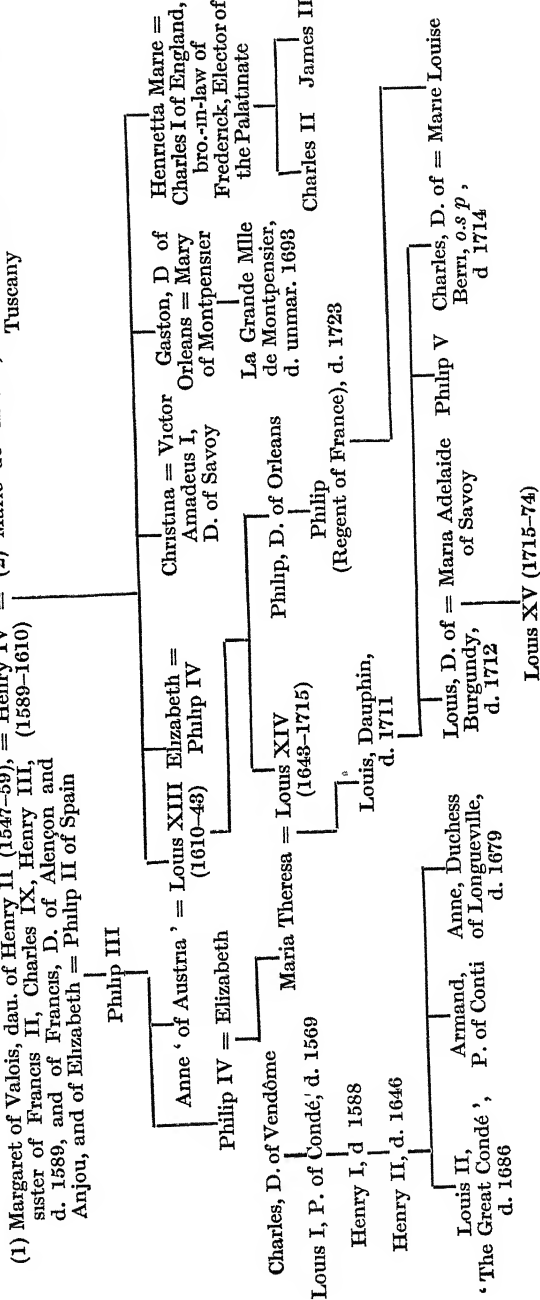 Tuscany
(1) Margaret of Valois, dau. of Henry II (1547–59), = Henry IV = (2)
sister of Francis II, Charles IX, Henry III,
(1589–1610)
d. 1589, and of Francis, D. of Alençon and
Anjou, and of Elizabeth = Philip II of Spain
Philip III
Anne ‘ of Austria ’ = Louis XIII
(1610–43)
Elizabeth =
Philip IV
Christina = Victor
Amadeus I,
D. of Savoy
Gaston, D of
Orleans = Mary
of Montpensier
La Grande Mlle
de Montpensier,
d. unmar. 1693
Henrietta Marie =
Charles I of England,
bro.-in-law of
Frederick, Elector of
the Palatinate
Charles II James II
Philip IV = Elizabeth
Maria Theresa = Louis XIV
(1643–1715)
Philip, D. of Orleans
Philip
(Regent of France), d. 1723
Louis, Dauphin,
d. 1711
Louis, D. of = Maria Adelaide
Burgundy, of Savoy
d. 1712
Philip V
Charles, D. of = Marie Louise
Berri, o.s p ,
d 1714
Louis XV (1715–74)
Charles, D. of Vendôme
Louis I, P. of Condé, d. 1569
Henry I, d 1588
Henry II, d. 1646
Louis II,
‘ The Great Condé ’,
d. 1686
Armand,
P. of Conti
Anne, Duchess
of Longueville,
d. 1679